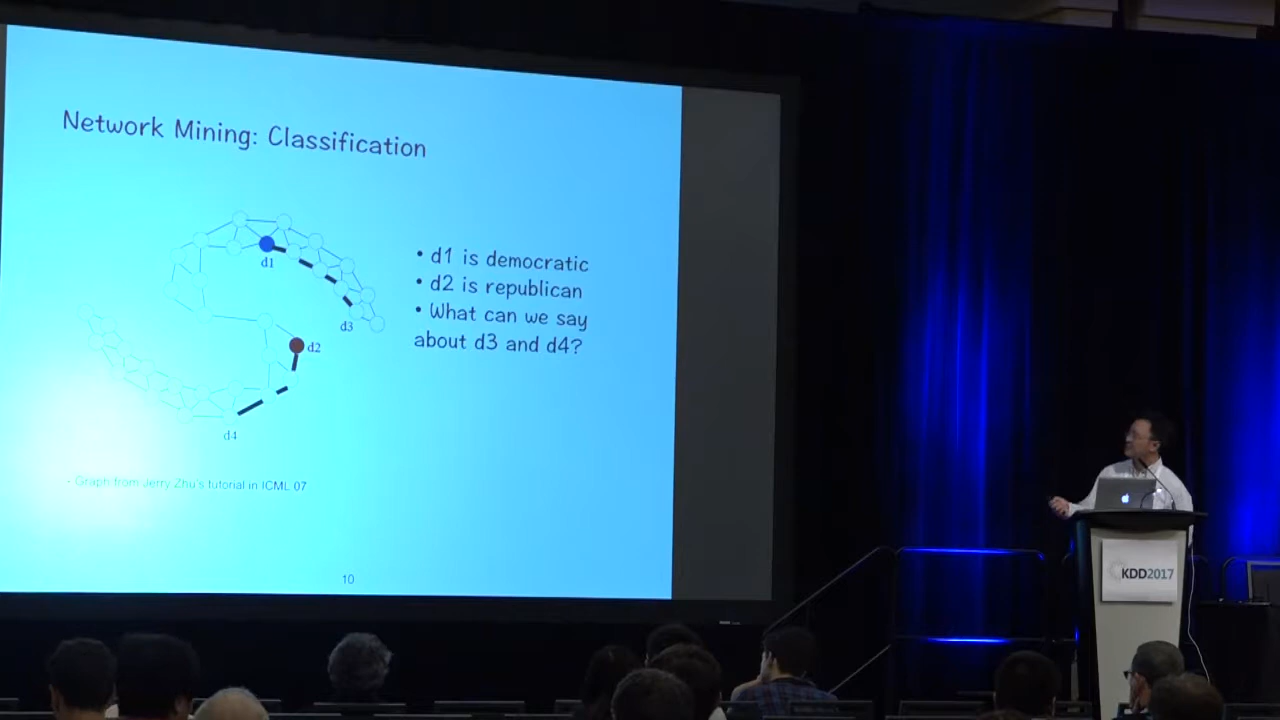 Network Mining: Classification
d1
d3
d2
d4
• d1 is democratic
• d2 is republican
• What can we say
about d3 and d4?
- Graph from Jerry Zhu's tutorial in ICML 07
10
KDD2017